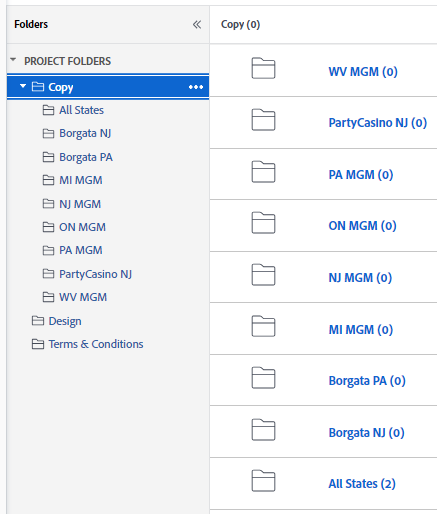 Folders
PROJECT FOLDERS
Copy
All States
Borgata NJ
Borgata PA
MI MGM
NJ MGM
ON MGM
PA MGM
PartyCasino NJ
WV MGM
Design
Terms & Conditions
Copy (0)
WV MGM (0)
PartyCasino NJ (0)
PA MGM (0)
ON MGM (0)
NJ MGM (0)
MI MGM (0)
Borgata PA (0)
Borgata NJ (0)
All States (2)